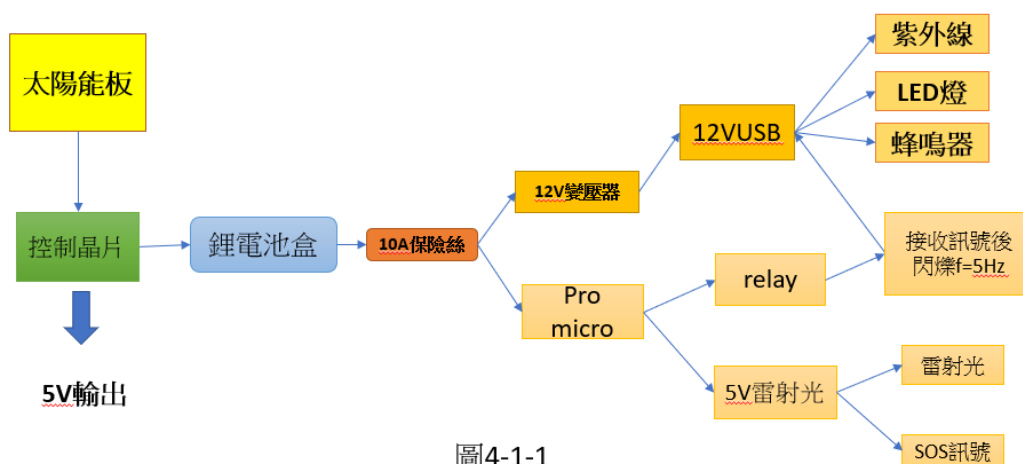 太陽能板
控制晶片
5V輸出
鋰電池盒
10A保險絲
12V變壓器
Pro
micro
12VUSB
relay
5V雷射光
紫外線
LED燈
蜂鳴器
接收訊號後
閃爍f=5Hz
雷射光
SOS訊號
圖4-1-1